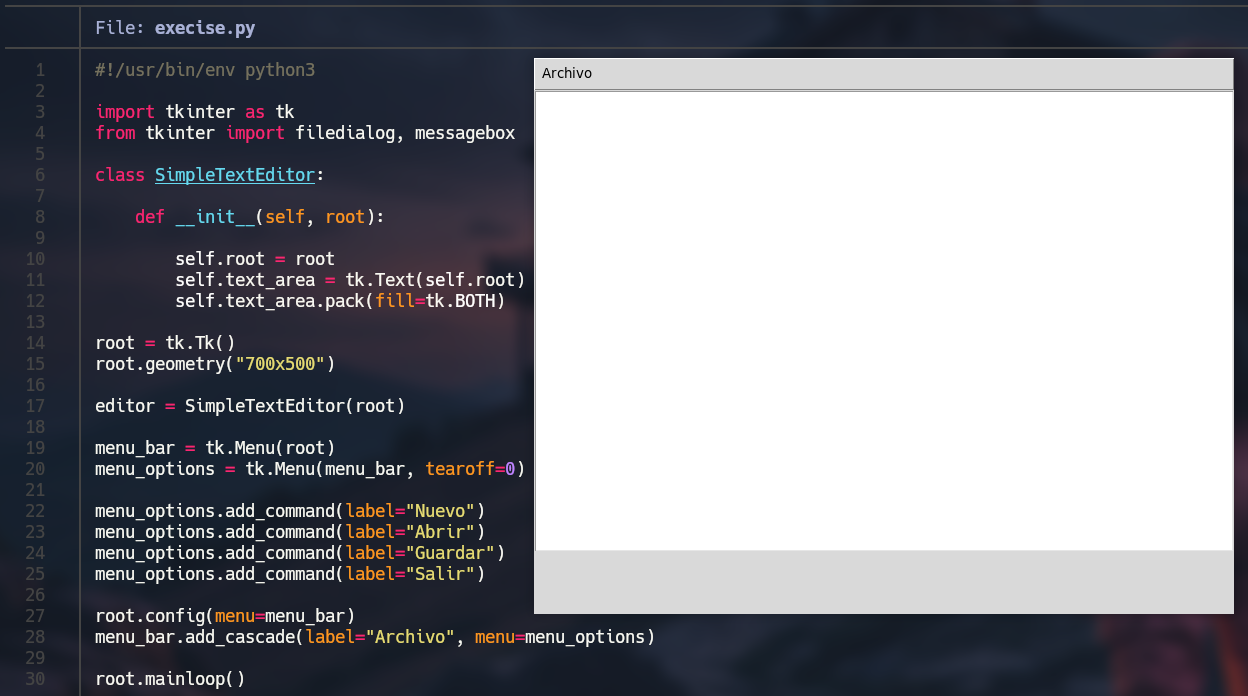 File: execise.py
1 #!/usr/bin/env python3
2
3 import tkinter as tk
4 from tkinter import filedialog, messagebox
5
6 class SimpleTextEditor:
7
8     def __init__(self, root):
9
10         self.root = root
11         self.text_area = tk.Text(self.root)
12         self.text_area.pack(fill=tk.BOTH)
13
14 root = tk.Tk()
15 root.geometry("700x500")
16
17 editor = SimpleTextEditor(root)
18
19 menu_bar = tk.Menu(root)
20 menu_options = tk.Menu(menu_bar, tearoff=0)
21
22 menu_options.add_command(label="Nuevo")
23 menu_options.add_command(label="Abrir")
24 menu_options.add_command(label="Guardar")
25 menu_options.add_command(label="Salir")
26
27 root.config(menu=menu_bar)
28 menu_bar.add_cascade(label="Archivo", menu=menu_options)
29
30 root.mainloop()
Archivo